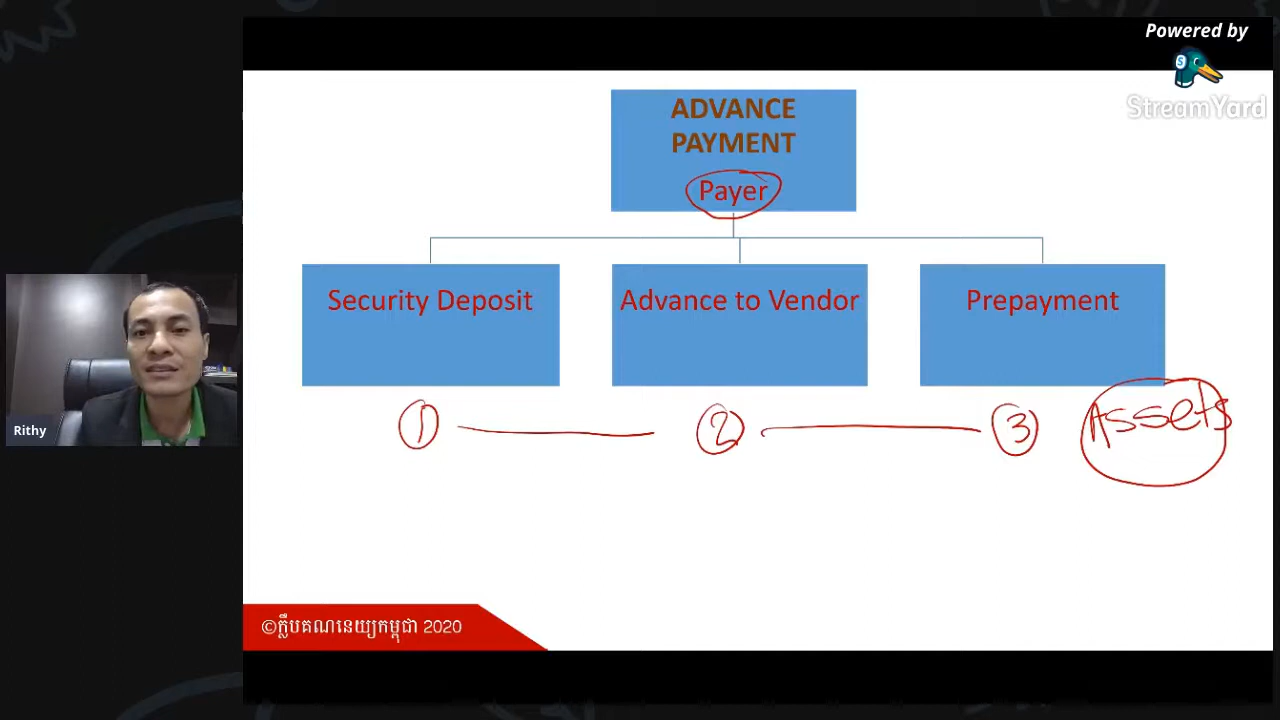 Powered by
StreamYard
ADVANCE
PAYMENT
Payer
Security Deposit
Advance to Vendor
Prepayment
1
2
3
Assets
Rithy
©ក្លឹបគណនេយ្យកម្ពុជា 2020